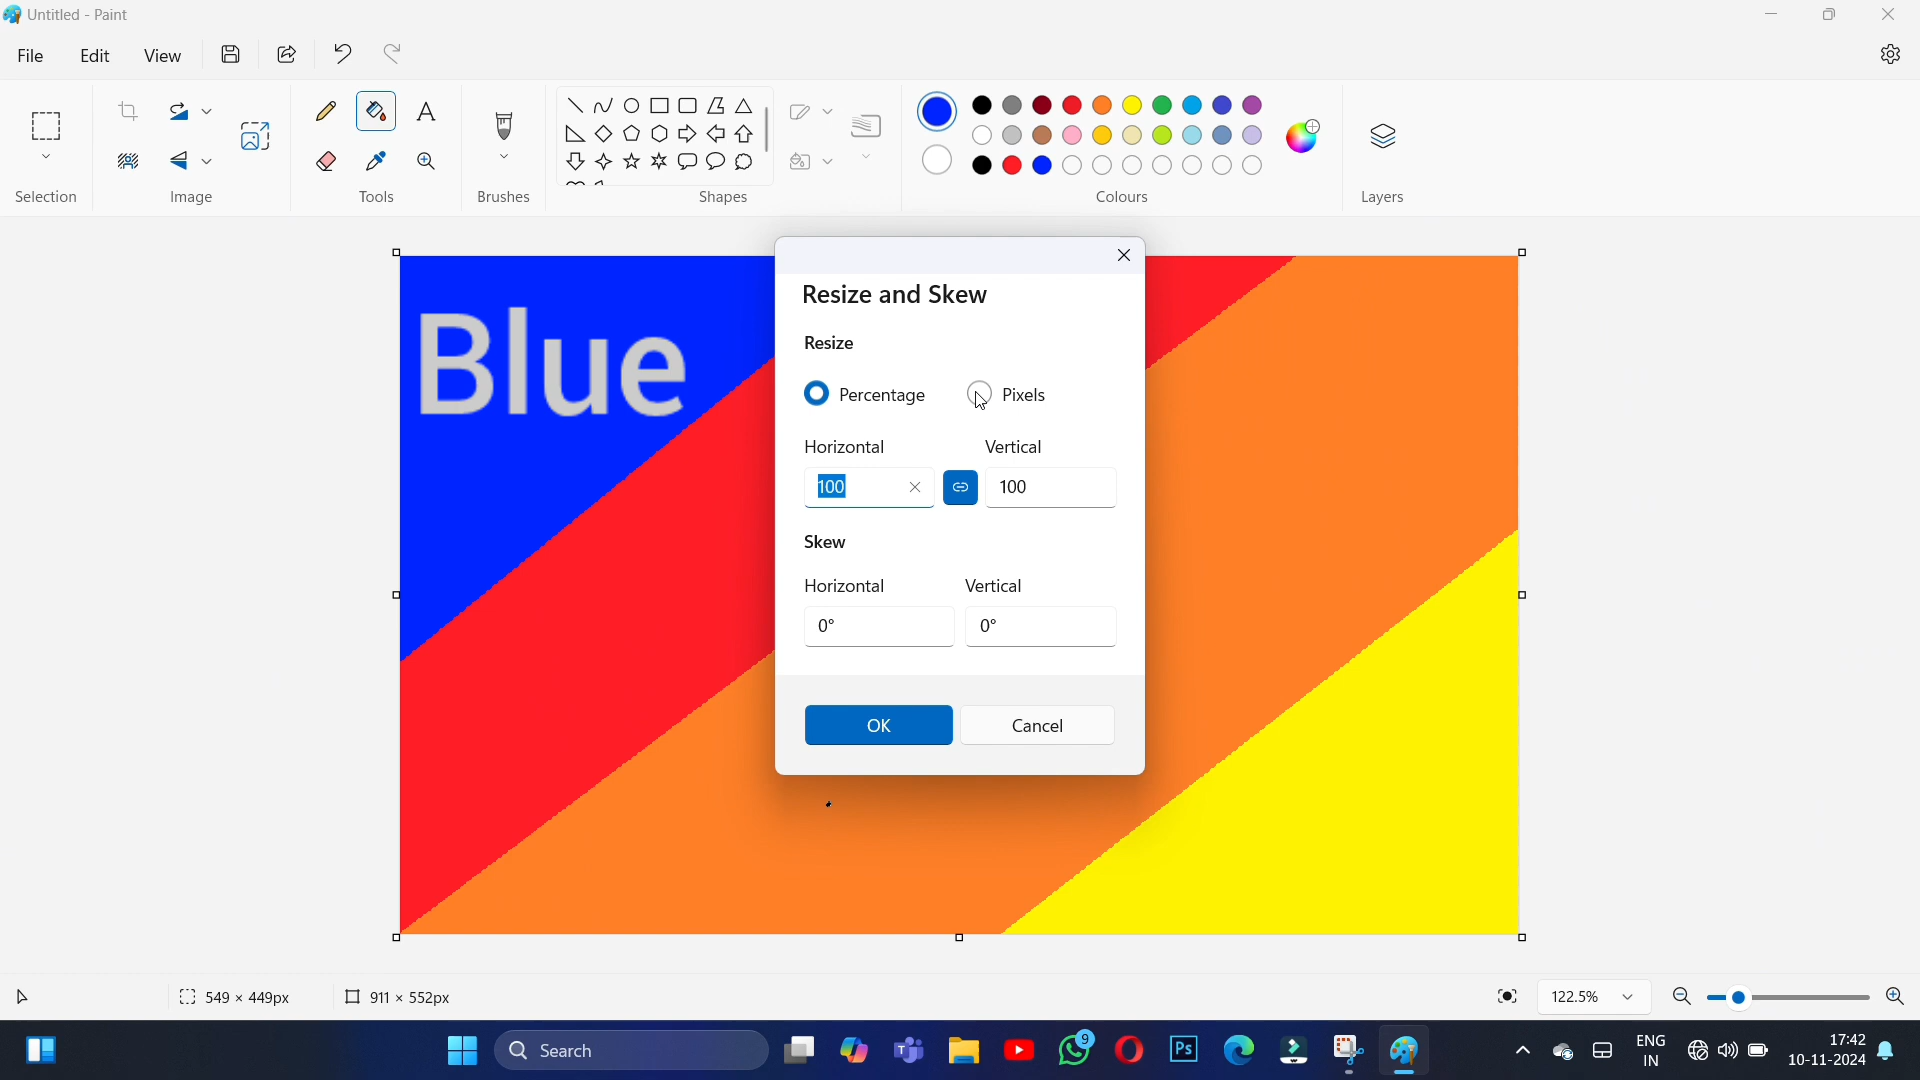 Untitled - Paint
File Edit View
Selection Image Tools Brushes Shapes Colours Layers
Blue
Resize and Skew
Resize
Percentage Pixels
Horizontal Vertical
100 100
Skew
Horizontal Vertical
0° 0°
OK Cancel
549 × 449px 911 × 552px 122.5%
Search 9 Ps ENG IN 17:42
10-11-2024